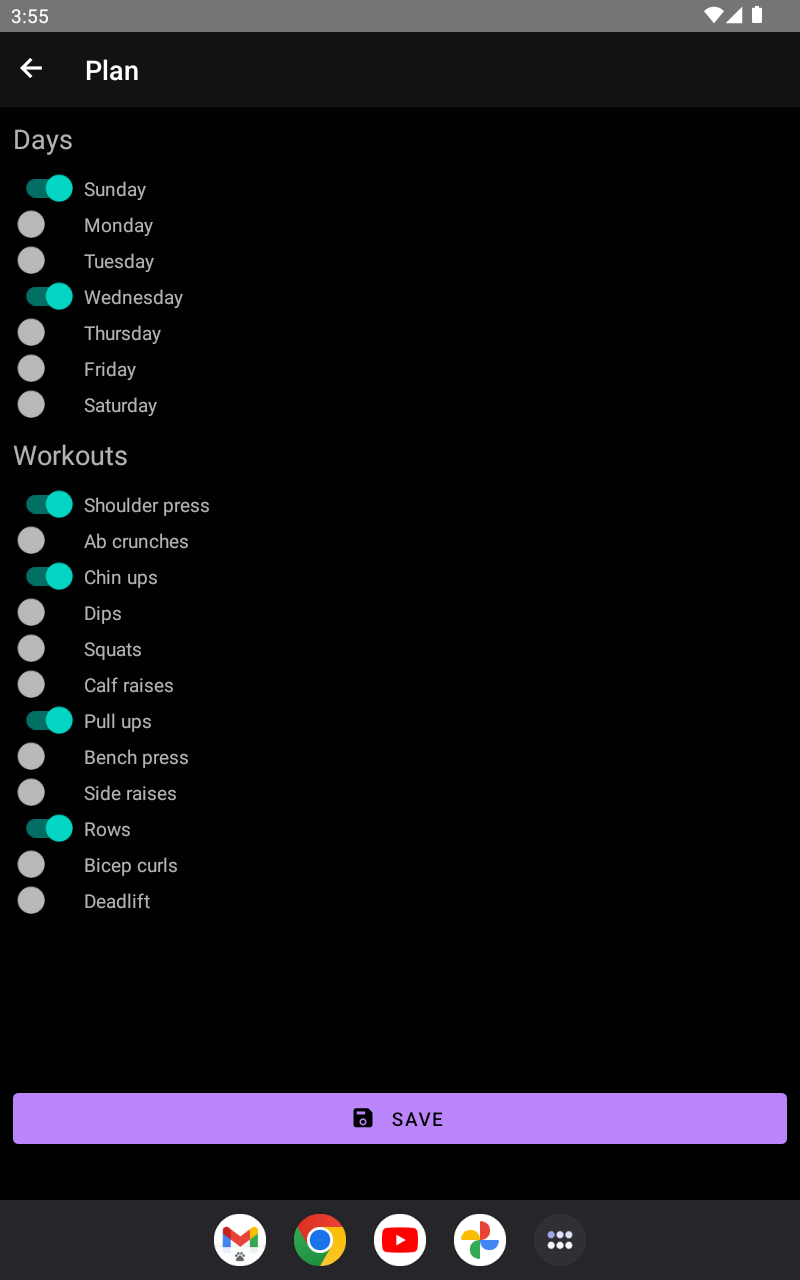 3:55
Plan
Days
Sunday
Monday
Tuesday
Wednesday
Thursday
Friday
Saturday
Workouts
Shoulder press
Ab crunches
Chin ups
Dips
Squats
Calf raises
Pull ups
Bench press
Side raises
Rows
Bicep curls
Deadlift
SAVE